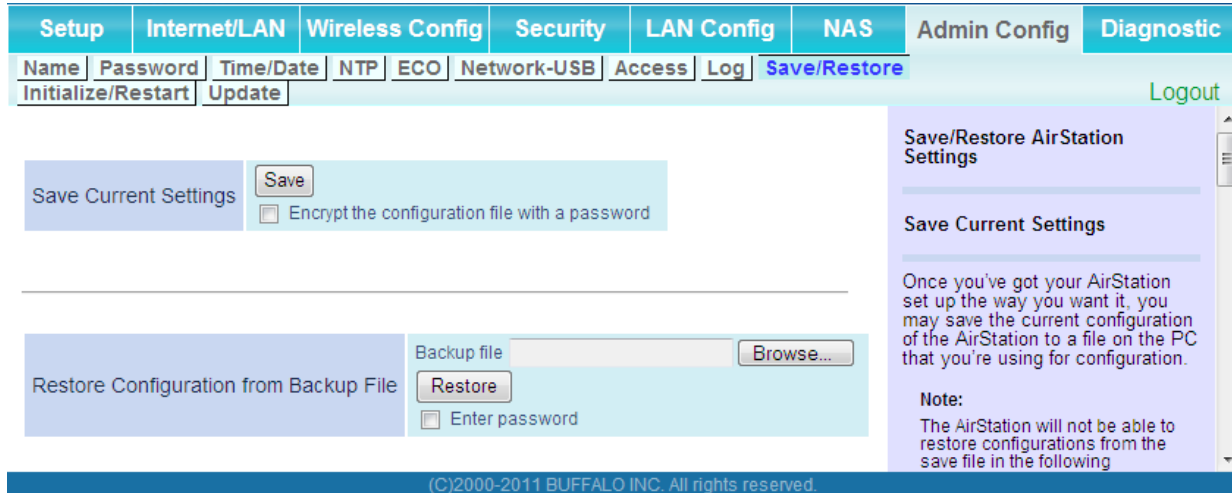 Setup Internet/LAN Wireless Config Security LAN Config NAS Admin Config Diagnostic
Name Password Time/Date NTP ECO Network-USB Access Log Save/Restore
Initialize/Restart Update
Logout
Save Current Settings
Save
Encrypt the configuration file with a password
Restore Configuration from Backup File
Backup file Browse...
Restore
Enter password
Save/Restore AirStation
Settings
Save Current Settings
Once you've got your AirStation
set up the way you want it, you
may save the current configuration
of the AirStation to a file on the PC
that you're using for configuration.
Note:
The AirStation will not be able to
restore configurations from the
save file in the following
(C)2000-2011 BUFFALO INC. All rights reserved.